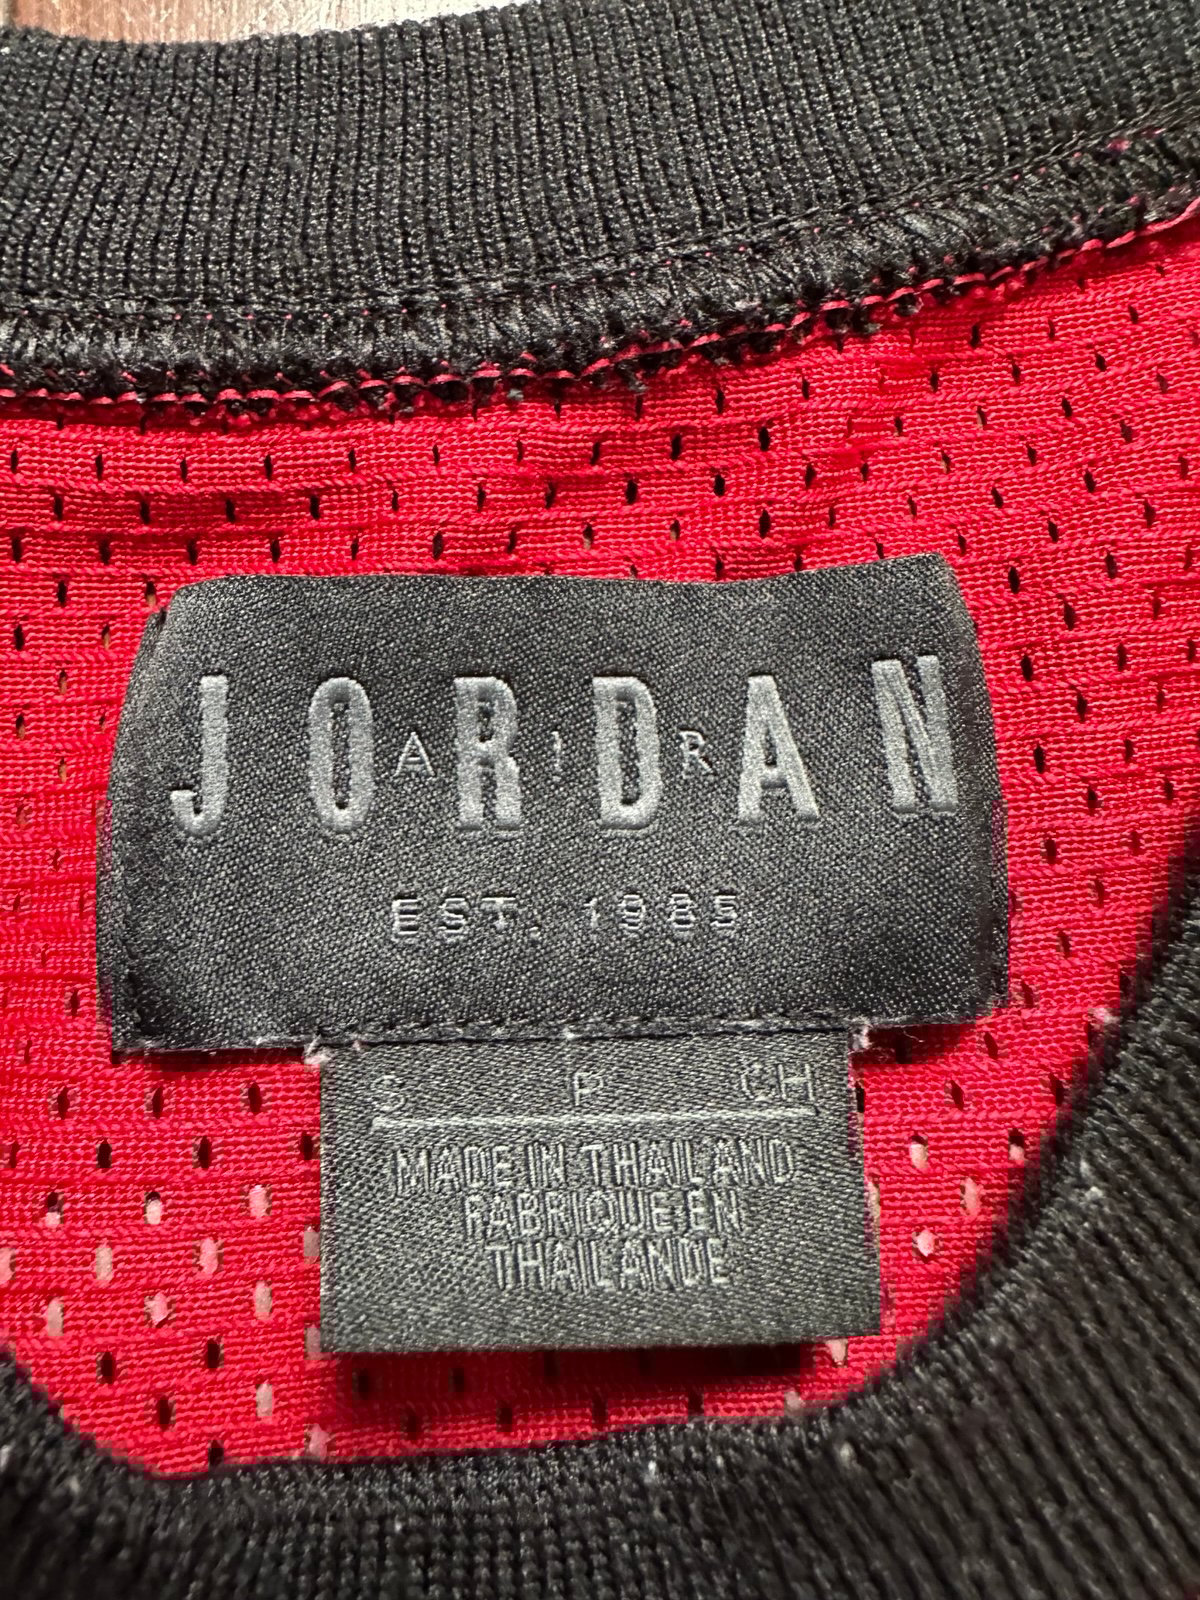 JORDAN
AIR
EST. 1985
S P CH
MADE IN THAILAND
FABRIQUE EN
THAILANDE